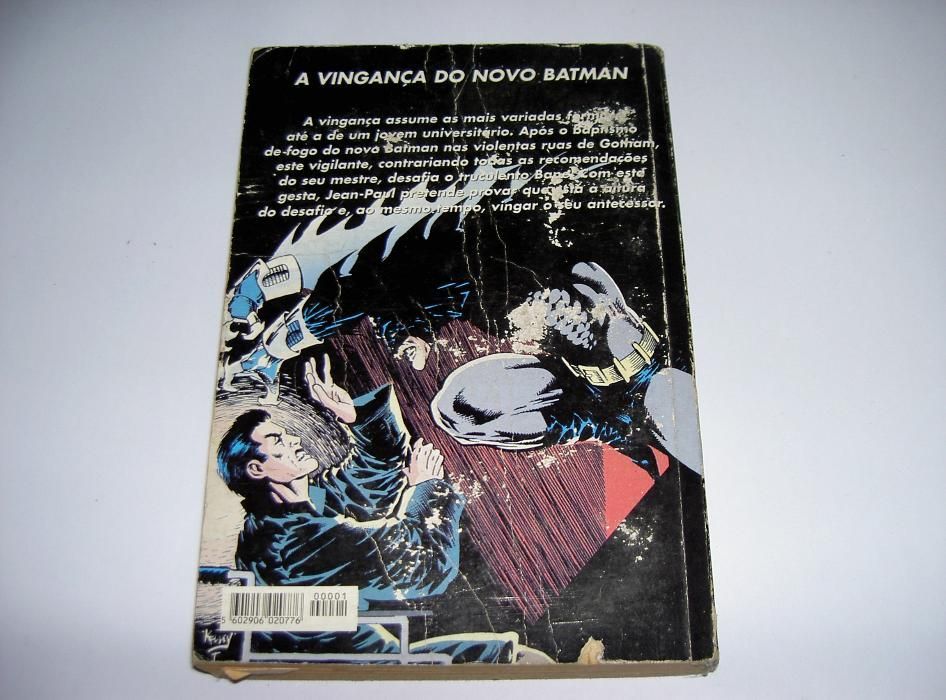 A VINGANÇA DO NOVO BATMAN
A vingança assume as mais variadas
até a de um jovem universitário. Após o baptismo
de-fogo do novo Batman nas violentas ruas de Gotham,
este vigilante, contrariando todas as recomendações
do seu mestre, desafia o truculento Bane. Com esta
gesta, Jean-Paul pretende provar que está à altura
do desafio e, ao mesmo tempo, vingar o seu antecessor.
00001
5 602906 020776